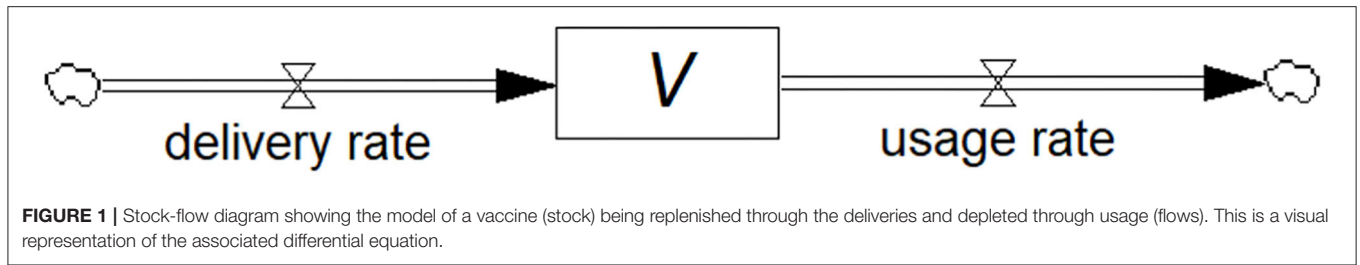 V
delivery rate
usage rate
FIGURE 1 | Stock-flow diagram showing the model of a vaccine (stock) being replenished through the deliveries and depleted through usage (flows). This is a visual
representation of the associated differential equation.